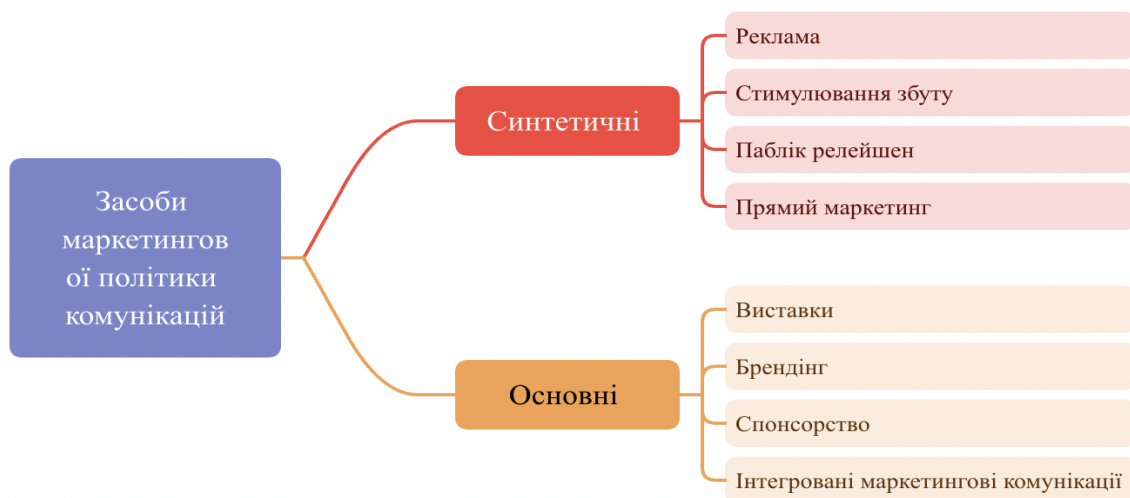 Засоби
маркетингов
ої політики
комунікацій
Синтетичні
Реклама
Стимулювання збуту
Паблік релейшен
Прямий маркетинг
Основні
Виставки
Брендінг
Спонсорство
Інтегровані маркетингові комунікації